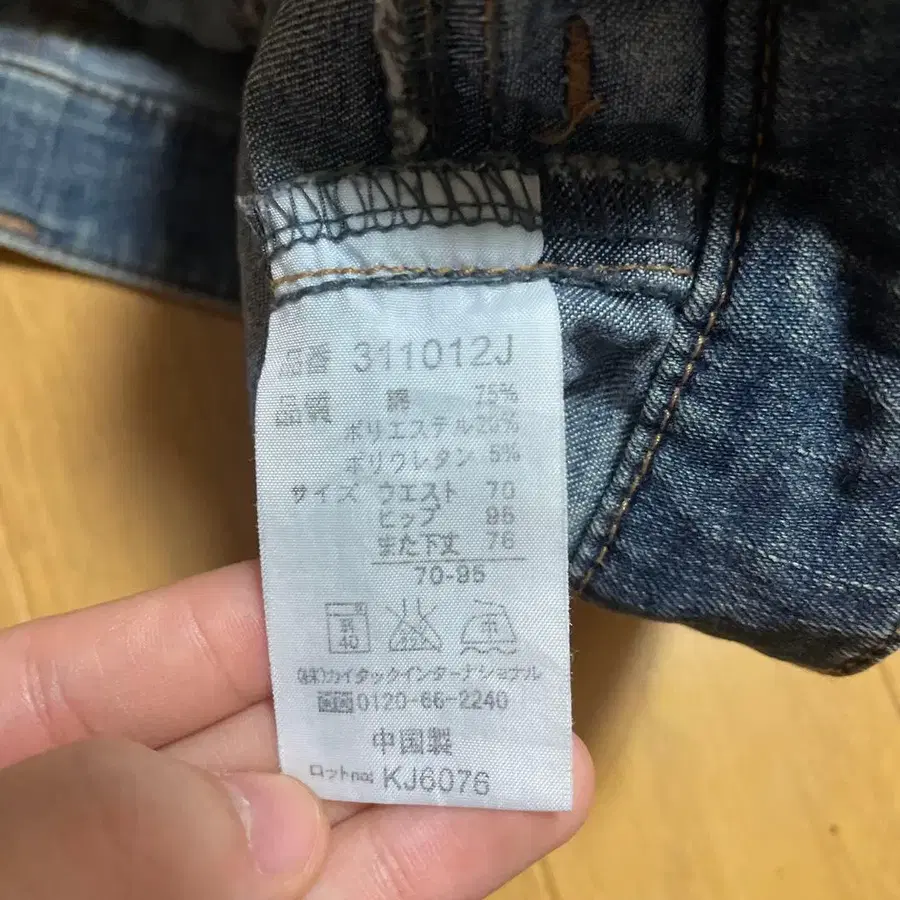 品番 311012J
品質 綿 75%
ポリエステル 20%
ポリウレタン 5%
サイズ ウエスト 70
ヒップ 95
また下丈 76
70-95
40
(株)カイタックインターナショナル
0120-66-2240
中国製
ロットno: KJ6076